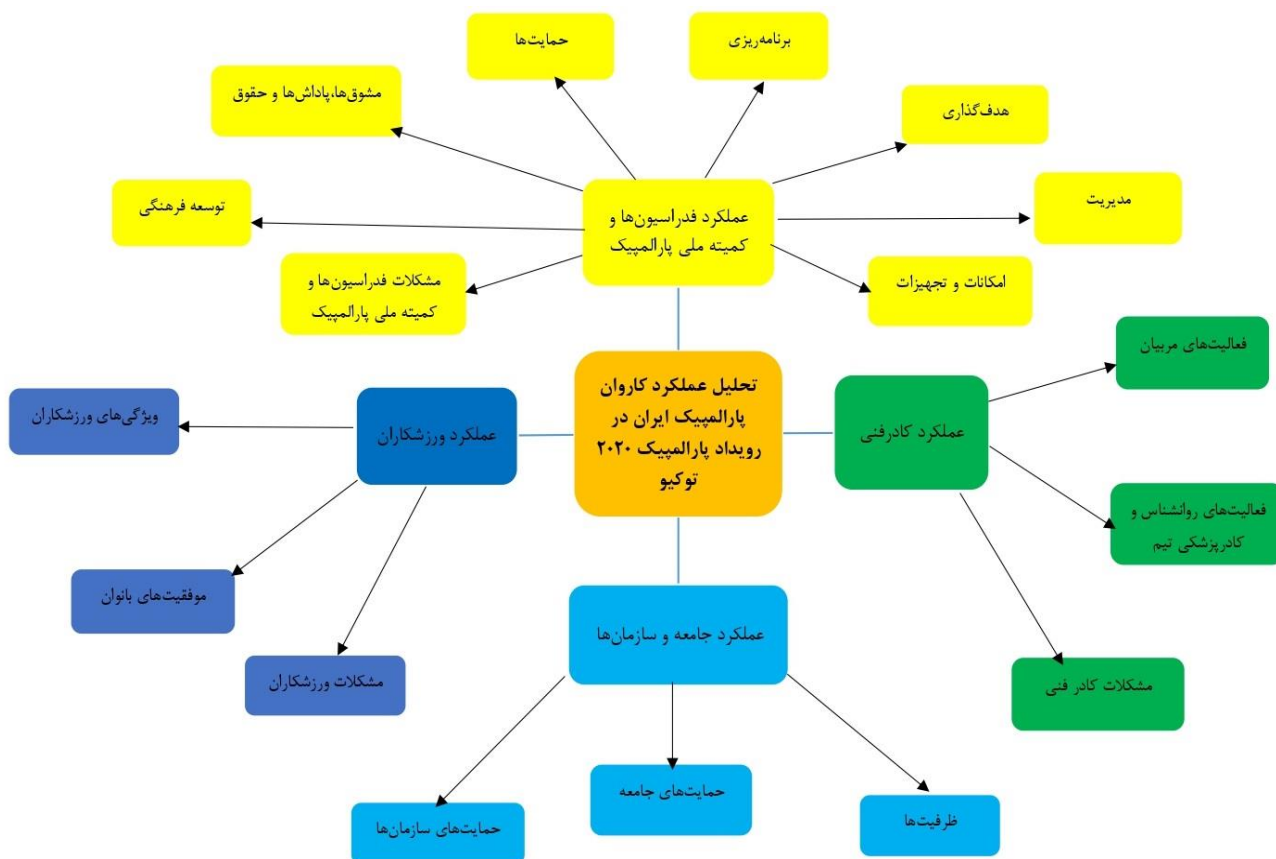 حمایت‌ها
برنامه‌ریزی
مشوق‌ها،پاداش‌ها و حقوق
هدف‌گذاری
توسعه فرهنگی
عملکرد فدراسیون‌ها و
کمیته ملی پارالمپیک
مدیریت
مشکلات فدراسیون‌ها و
کمیته ملی پارالمپیک
امکانات و تجهیزات
فعالیت‌های مربیان
ویژگی‌های ورزشکاران
عملکرد ورزشکاران
تحلیل عملکرد کاروان
پارالمپیک ایران در
رویداد پارالمپیک ۲۰۲۰
توکیو
عملکرد کادرفنی
فعالیت‌های روانشناس و
کادرپزشکی تیم
موفقیت‌های بانوان
عملکرد جامعه و سازمان‌ها
مشکلات ورزشکاران
مشکلات کادر فنی
حمایت‌های سازمان‌ها
حمایت‌های جامعه
ظرفیت‌ها